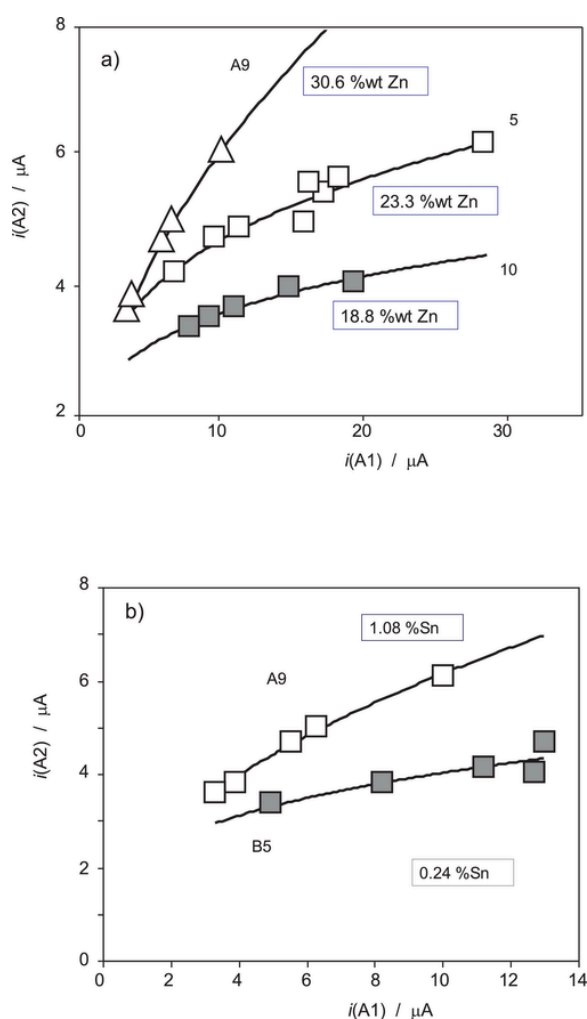 8
a)
A9
30.6 %wt Zn
5
6
i(A2) / μA
23.3 %wt Zn
10
4
18.8 %wt Zn
2
0 10 20 30
i(A1) / μA
8
b)
1.08 %Sn
A9
6
i(A2) / μA
4
B5
2
0.24 %Sn
0
0 2 4 6 8 10 12 14
i(A1) / μA